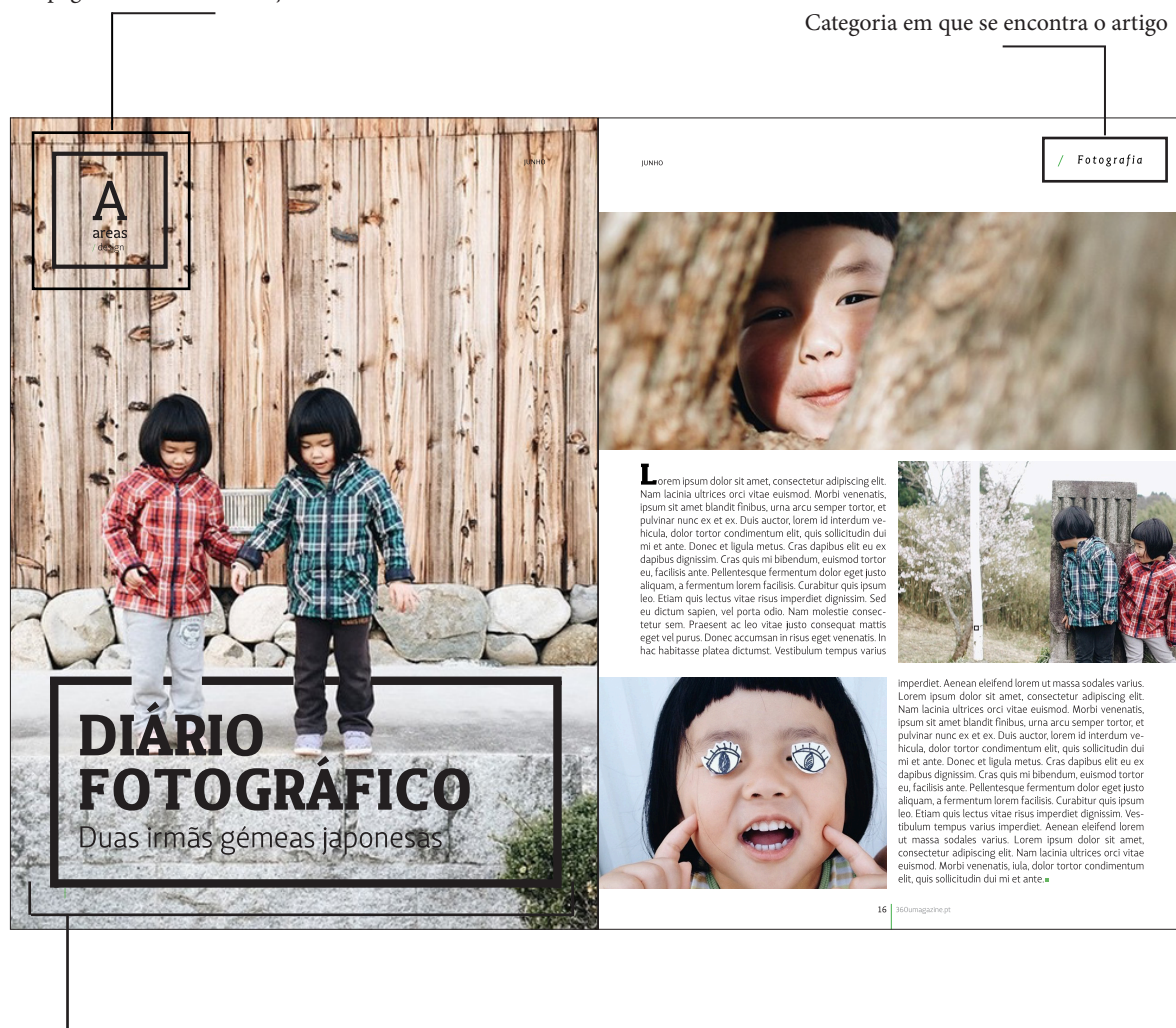 Categoria em que se encontra o artigo
A
areas
design
JUNHO
DIÁRIO
FOTOGRÁFICO
Duas irmãs gémeas japonesas
JUNHO
/ Fotografia
Lorem ipsum dolor sit amet, consectetur adipiscing elit.
Nam lacinia ultrices orci vitae euismod. Morbi venenatis,
ipsum sit amet blandit finibus, urna arcu semper tortor, et
pulvinar nunc ex et ex. Duis auctor, lorem id interdum ve-
hicula, dolor tortor condimentum elit, quis sollicitudin dui
mi et ante. Donec et ligula metus. Cras dapibus elit eu ex
dapibus dignissim. Cras quis mi bibendum, euismod tortor
eu, facilisis ante. Pellentesque fermentum dolor eget justo
aliquam, a fermentum lorem facilisis. Curabitur quis ipsum
leo. Etiam quis lectus vitae risus imperdiet dignissim. Sed
eu dictum sapien, vel porta odio. Nam molestie consec-
tetur sem. Praesent ac leo vitae justo consequat mattis
eget vel purus. Donec accumsan in risus eget venenatis. In
hac habitasse platea dictumst. Vestibulum tempus varius
imperdiet. Aenean eleifend lorem ut massa sodales varius.
Lorem ipsum dolor sit amet, consectetur adipiscing elit.
Nam lacinia ultrices orci vitae euismod. Morbi venenatis,
ipsum sit amet blandit finibus, urna arcu semper tortor, et
pulvinar nunc ex et ex. Duis auctor, lorem id interdum ve-
hicula, dolor tortor condimentum elit, quis sollicitudin dui
mi et ante. Donec et ligula metus. Cras dapibus elit eu ex
dapibus dignissim. Cras quis mi bibendum, euismod tortor
eu, facilisis ante. Pellentesque fermentum dolor eget justo
aliquam, a fermentum lorem facilisis. Curabitur quis ipsum
leo. Etiam quis lectus vitae risus imperdiet dignissim. Ves-
tibulum tempus varius imperdiet. Aenean eleifend lorem
ut massa sodales varius. Lorem ipsum dolor sit amet,
consectetur adipiscing elit. Nam lacinia ultrices orci vitae
euismod. Morbi venenatis, iula, dolor tortor condimentum
elit, quis sollicitudin dui mi et ante.
16 360umagazine.pt